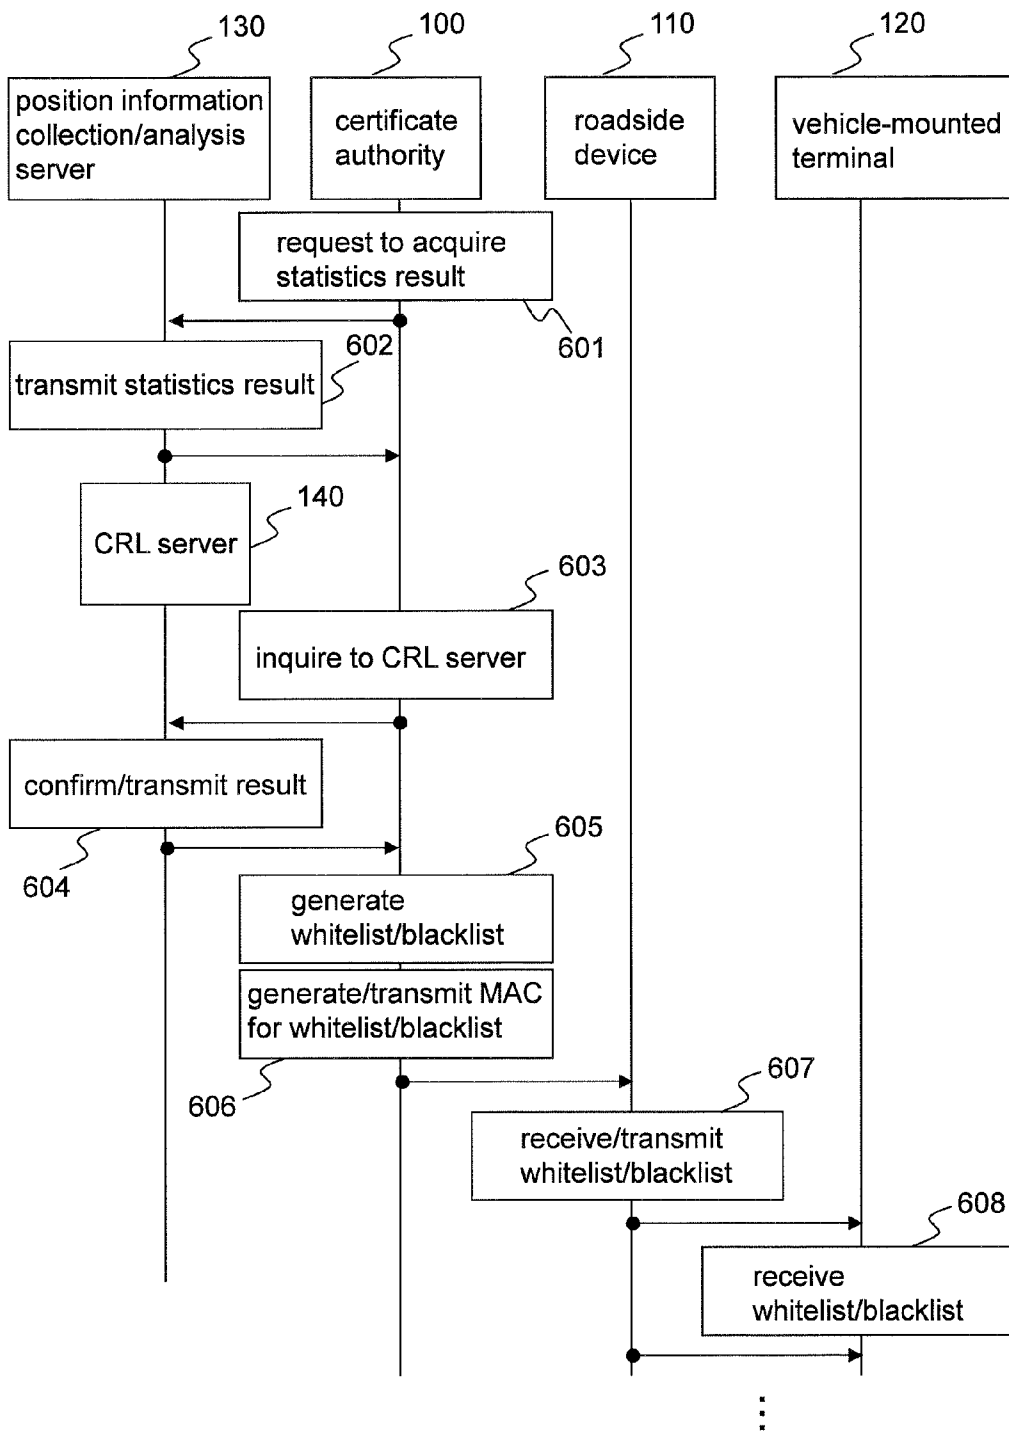 130
100
110
120
position information
collection/analysis
server
certificate
authority
roadside
device
vehicle-mounted
terminal
request to acquire
statistics result
601
602
transmit statistics result
140
CRL server
603
inquire to CRL server
confirm/transmit result
604
605
generate
whitelist/blacklist
generate/transmit MAC
for whitelist/blacklist
606
607
receive/transmit
whitelist/blacklist
608
receive
whitelist/blacklist